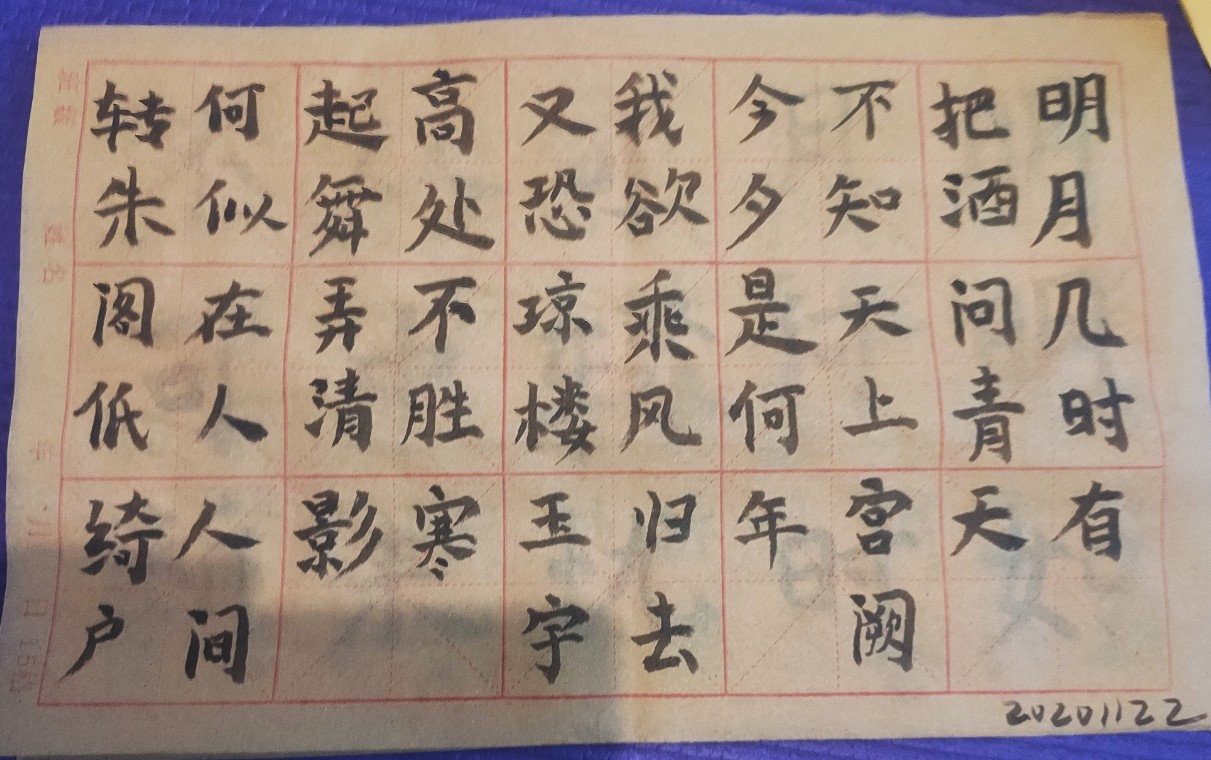 明月几时有
把酒问青天
不知天上宫阙
今夕是何年
我欲乘风归去
又恐琼楼玉宇
高处不胜寒
起舞弄清影
何似在人人间
转朱阁低绮户
20201122